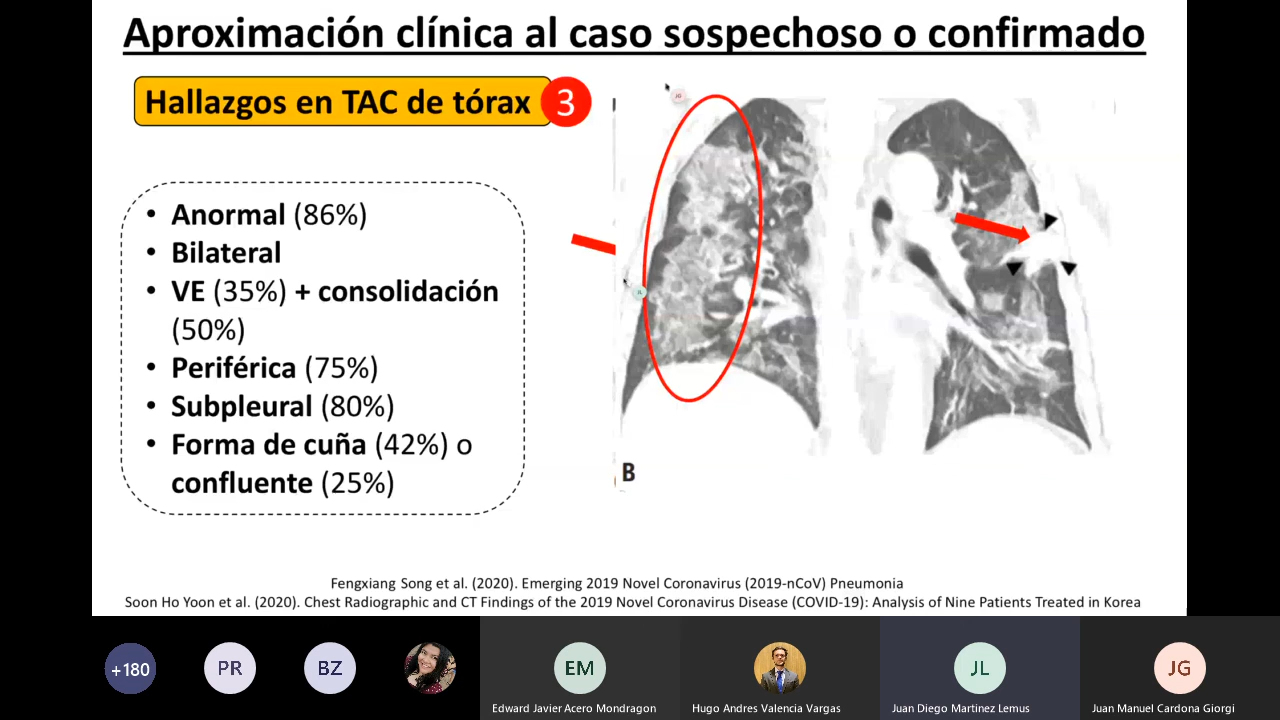 Aproximación clínica al caso sospechoso o confirmado
Hallazgos en TAC de tórax 3
• Anormal (86%)
• Bilateral
• VE (35%) + consolidación
(50%)
• Periférica (75%)
• Subpleural (80%)
• Forma de cuña (42%) o
confluente (25%)
JG
JL
B
Fengxiang Song et al. (2020). Emerging 2019 Novel Coronavirus (2019-nCoV) Pneumonia
Soon Ho Yoon et al. (2020). Chest Radiographic and CT Findings of the 2019 Novel Coronavirus Disease (COVID-19): Analysis of Nine Patients Treated in Korea
+180
PR
BZ
EM
JL
JG
Edward Javier Acero Mondragon
Hugo Andres Valencia Vargas
Juan Diego Martinez Lemus
Juan Manuel Cardona Giorgi